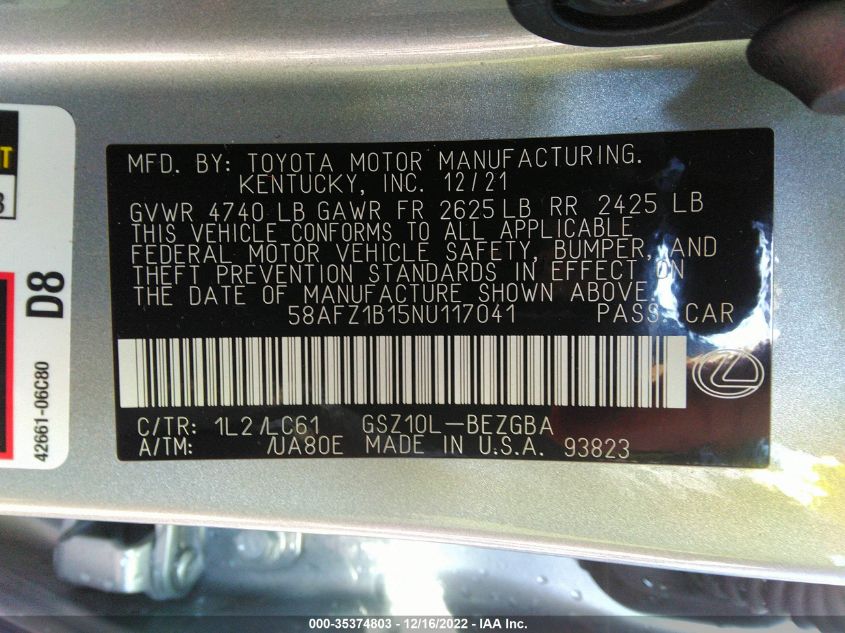 MFD. BY: TOYOTA MOTOR MANUFACTURING.
KENTUCKY, INC. 12/21
GVWR 4740 LB GAWR FR 2625 LB RR 2425 LB
THIS VEHICLE CONFORMS TO ALL APPLICABLE
FEDERAL MOTOR VEHICLE SAFETY, BUMPER, AND
THEFT PREVENTION STANDARDS IN EFFECT ON
THE DATE OF MANUFACTURE SHOWN ABOVE.
58AFZ1B15NU117041 PASS. CAR
C/TR: 1L2/LC61 GSZ10L-BEZGBA
A/TM: /UA80E MADE IN U.S.A. 93823
D8
42661-06C80
000-35374803 - 12/16/2022 - IAA Inc.